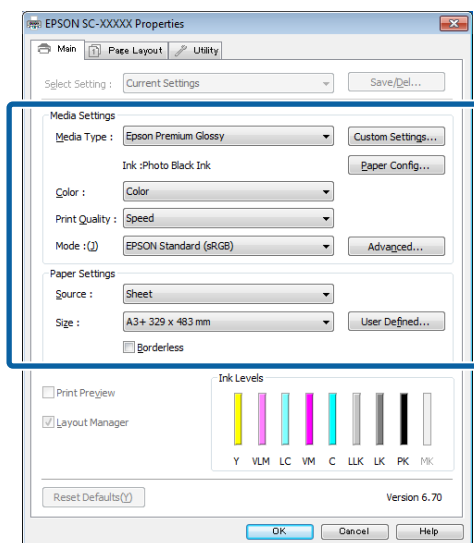 EPSON SC-XXXXX Properties
Main Page Layout Utility
Select Setting : Current Settings Save/Del...
Media Settings
Media Type : Epson Premium Glossy Custom Settings...
Ink :Photo Black Ink Paper Config...
Color : Color
Print Quality : Speed
Mode :(J) EPSON Standard (sRGB) Advanced...
Paper Settings
Source : Sheet
Size : A3+ 329 x 483 mm User Defined...
Borderless
Print Preview
Layout Manager
Ink Levels
Y VLM LC VM C LLK LK PK MK
Reset Defaults(Y) Version 6.70
OK Cancel Help